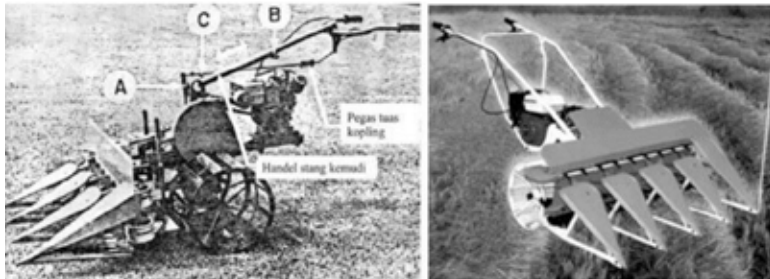 B
C
A
Pegas tuas
kopling
Handel stang kemudi